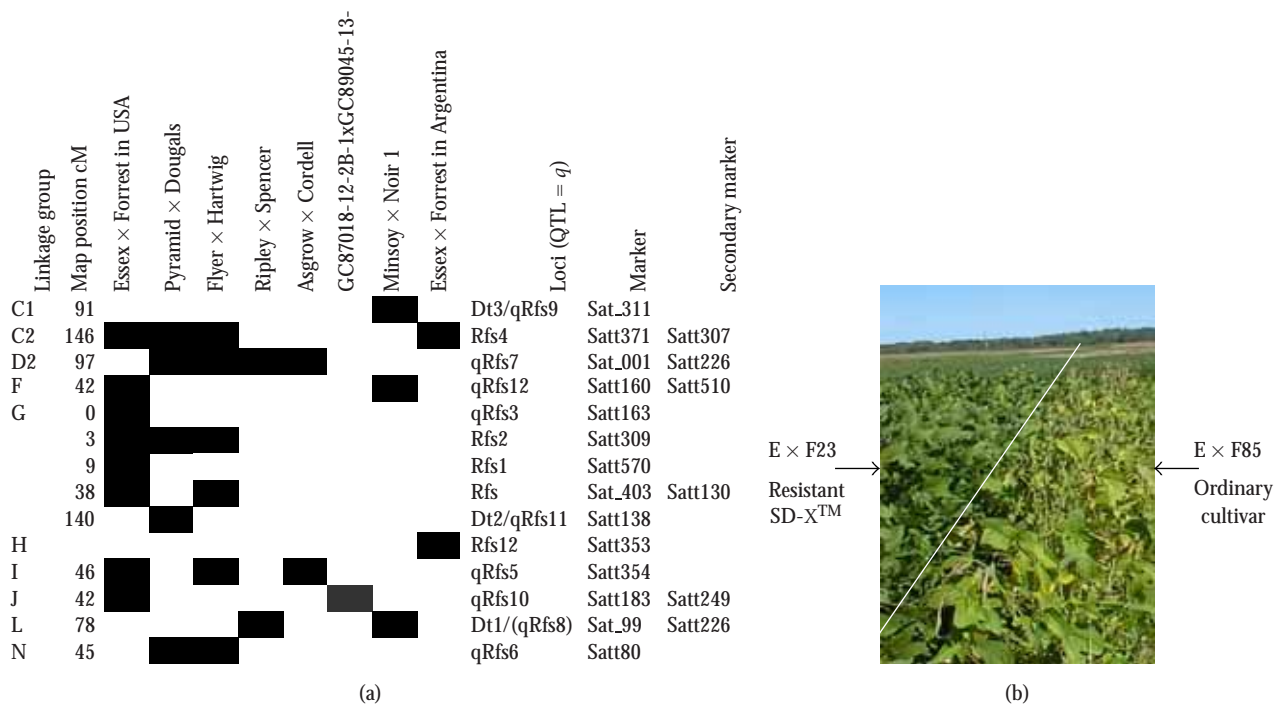 Linkage group
Map position cM
Essex × Forrest in USA
Pyramid × Dougals
Flyer × Hartwig
Ripley × Spencer
Asgrow × Cordell
GC87018-12-2B-1xGC89045-13-
Minsoy × Noir 1
Essex × Forrest in Argentina
Loci (QTL = q)
Marker
Secondary marker
C1 91 Dt3/qRfs9 Sat_311
C2 146 Rfs4 Satt371 Satt307
D2 97 qRfs7 Sat_001 Satt226
F 42 qRfs12 Satt160 Satt510
G 0 qRfs3 Satt163
3 Rfs2 Satt309
9 Rfs1 Satt570
38 Rfs Sat_403 Satt130
140 Dt2/qRfs11 Satt138
H Rfs12 Satt353
I 46 qRfs5 Satt354
J 42 qRfs10 Satt183 Satt249
L 78 Dt1/(qRfs8) Sat_99 Satt226
N 45 qRfs6 Satt80
(a)
E × F23
Resistant
SD-X™
E × F85
Ordinary
cultivar
(b)